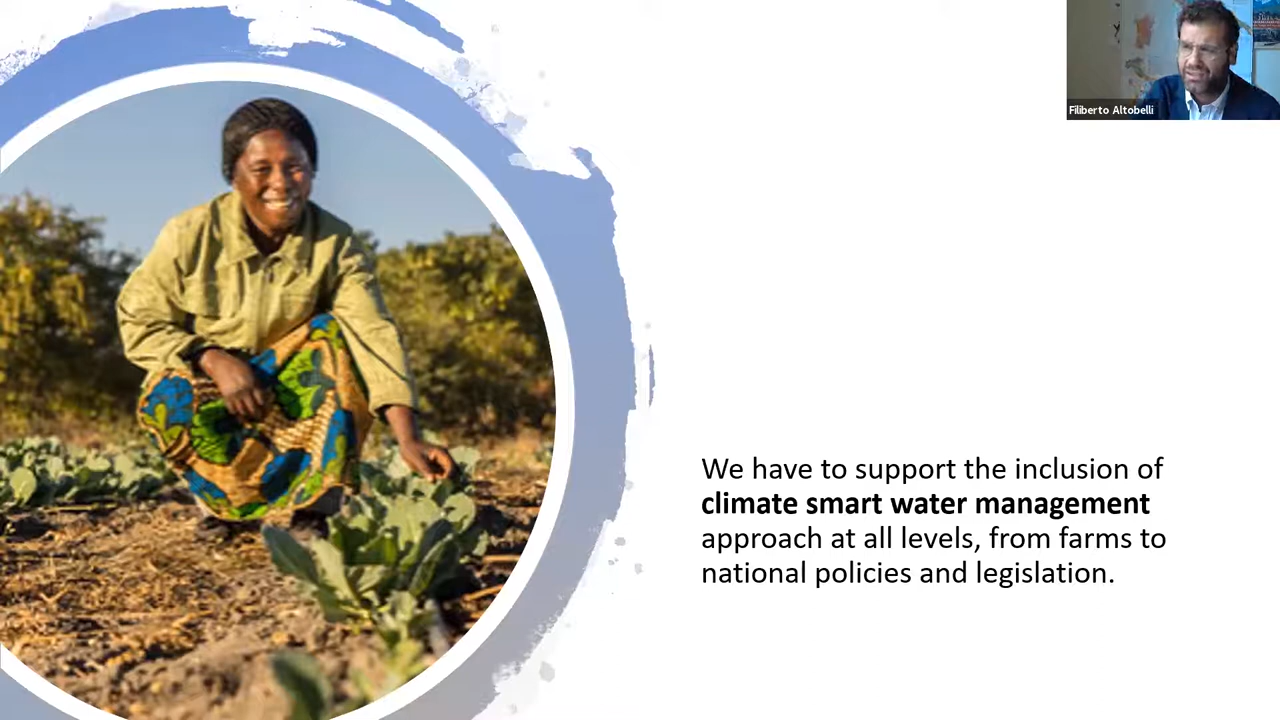 Filiberto Altobelli
We have to support the inclusion of
climate smart water management
approach at all levels, from farms to
national policies and legislation.